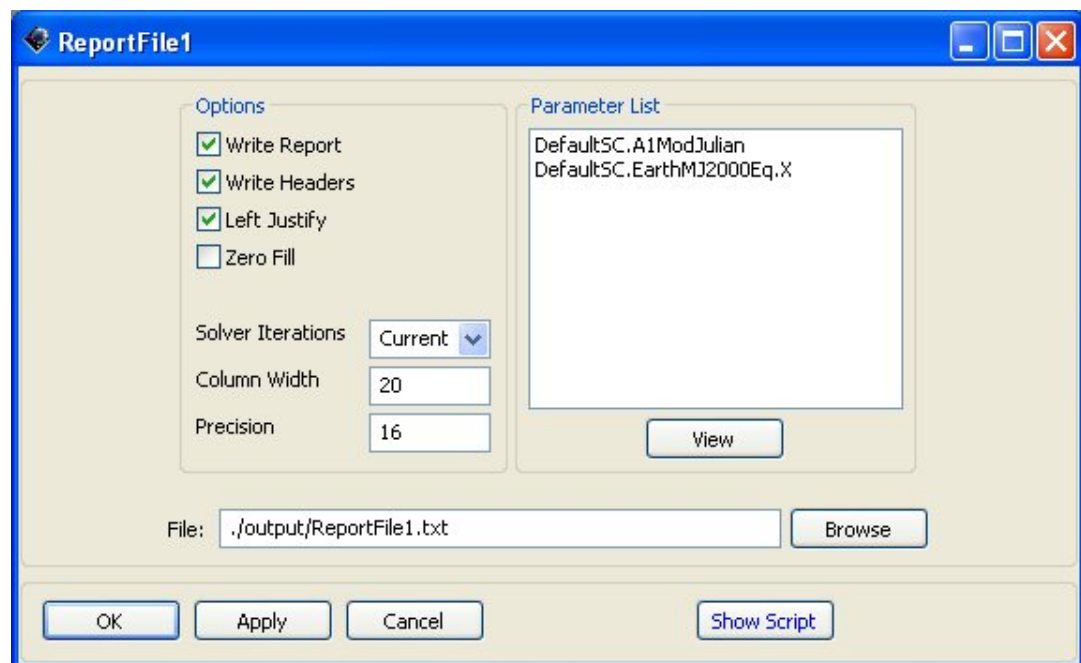 ReportFile1
Options
Write Report
Write Headers
Left Justify
Zero Fill
Solver Iterations Current
Column Width 20
Precision 16
Parameter List
DefaultSC.A1ModJulian
DefaultSC.EarthMJ2000Eq.X
View
File: ./output/ReportFile1.txt Browse
OK Apply Cancel Show Script